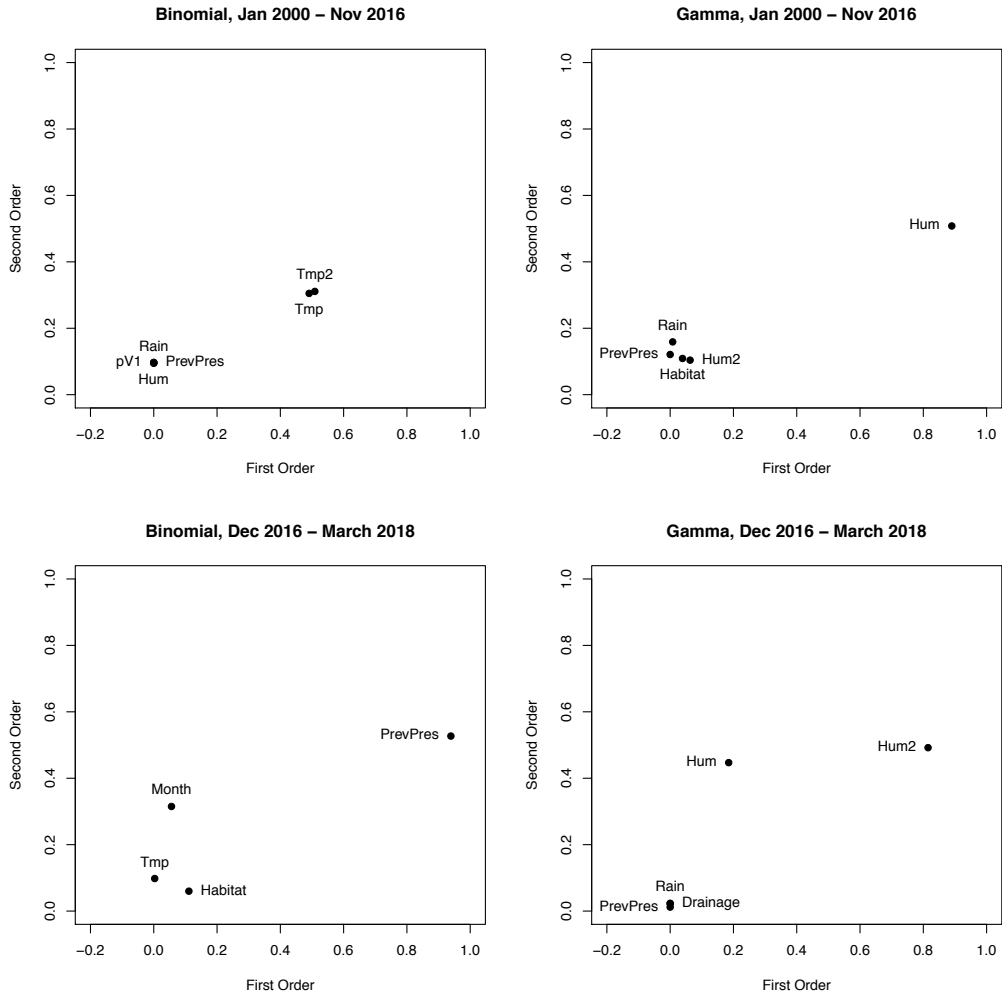 Binomial, Jan 2000 – Nov 2016
Second Order
1.0
0.8
0.6
0.4
0.2
0.0
Tmp2
Tmp
Rain
pV1 PrevPres
Hum
−0.2 0.0 0.2 0.4 0.6 0.8 1.0
First Order
Gamma, Jan 2000 – Nov 2016
Second Order
1.0
0.8
0.6
0.4
0.2
0.0
Hum
Rain
PrevPres
Hum2
Habitat
−0.2 0.0 0.2 0.4 0.6 0.8 1.0
First Order
Binomial, Dec 2016 – March 2018
Second Order
1.0
0.8
0.6
0.4
0.2
0.0
PrevPres
Month
Tmp
Habitat
−0.2 0.0 0.2 0.4 0.6 0.8 1.0
First Order
Gamma, Dec 2016 – March 2018
Second Order
1.0
0.8
0.6
0.4
0.2
0.0
Hum2
Hum
Rain
Drainage
PrevPres
−0.2 0.0 0.2 0.4 0.6 0.8 1.0
First Order